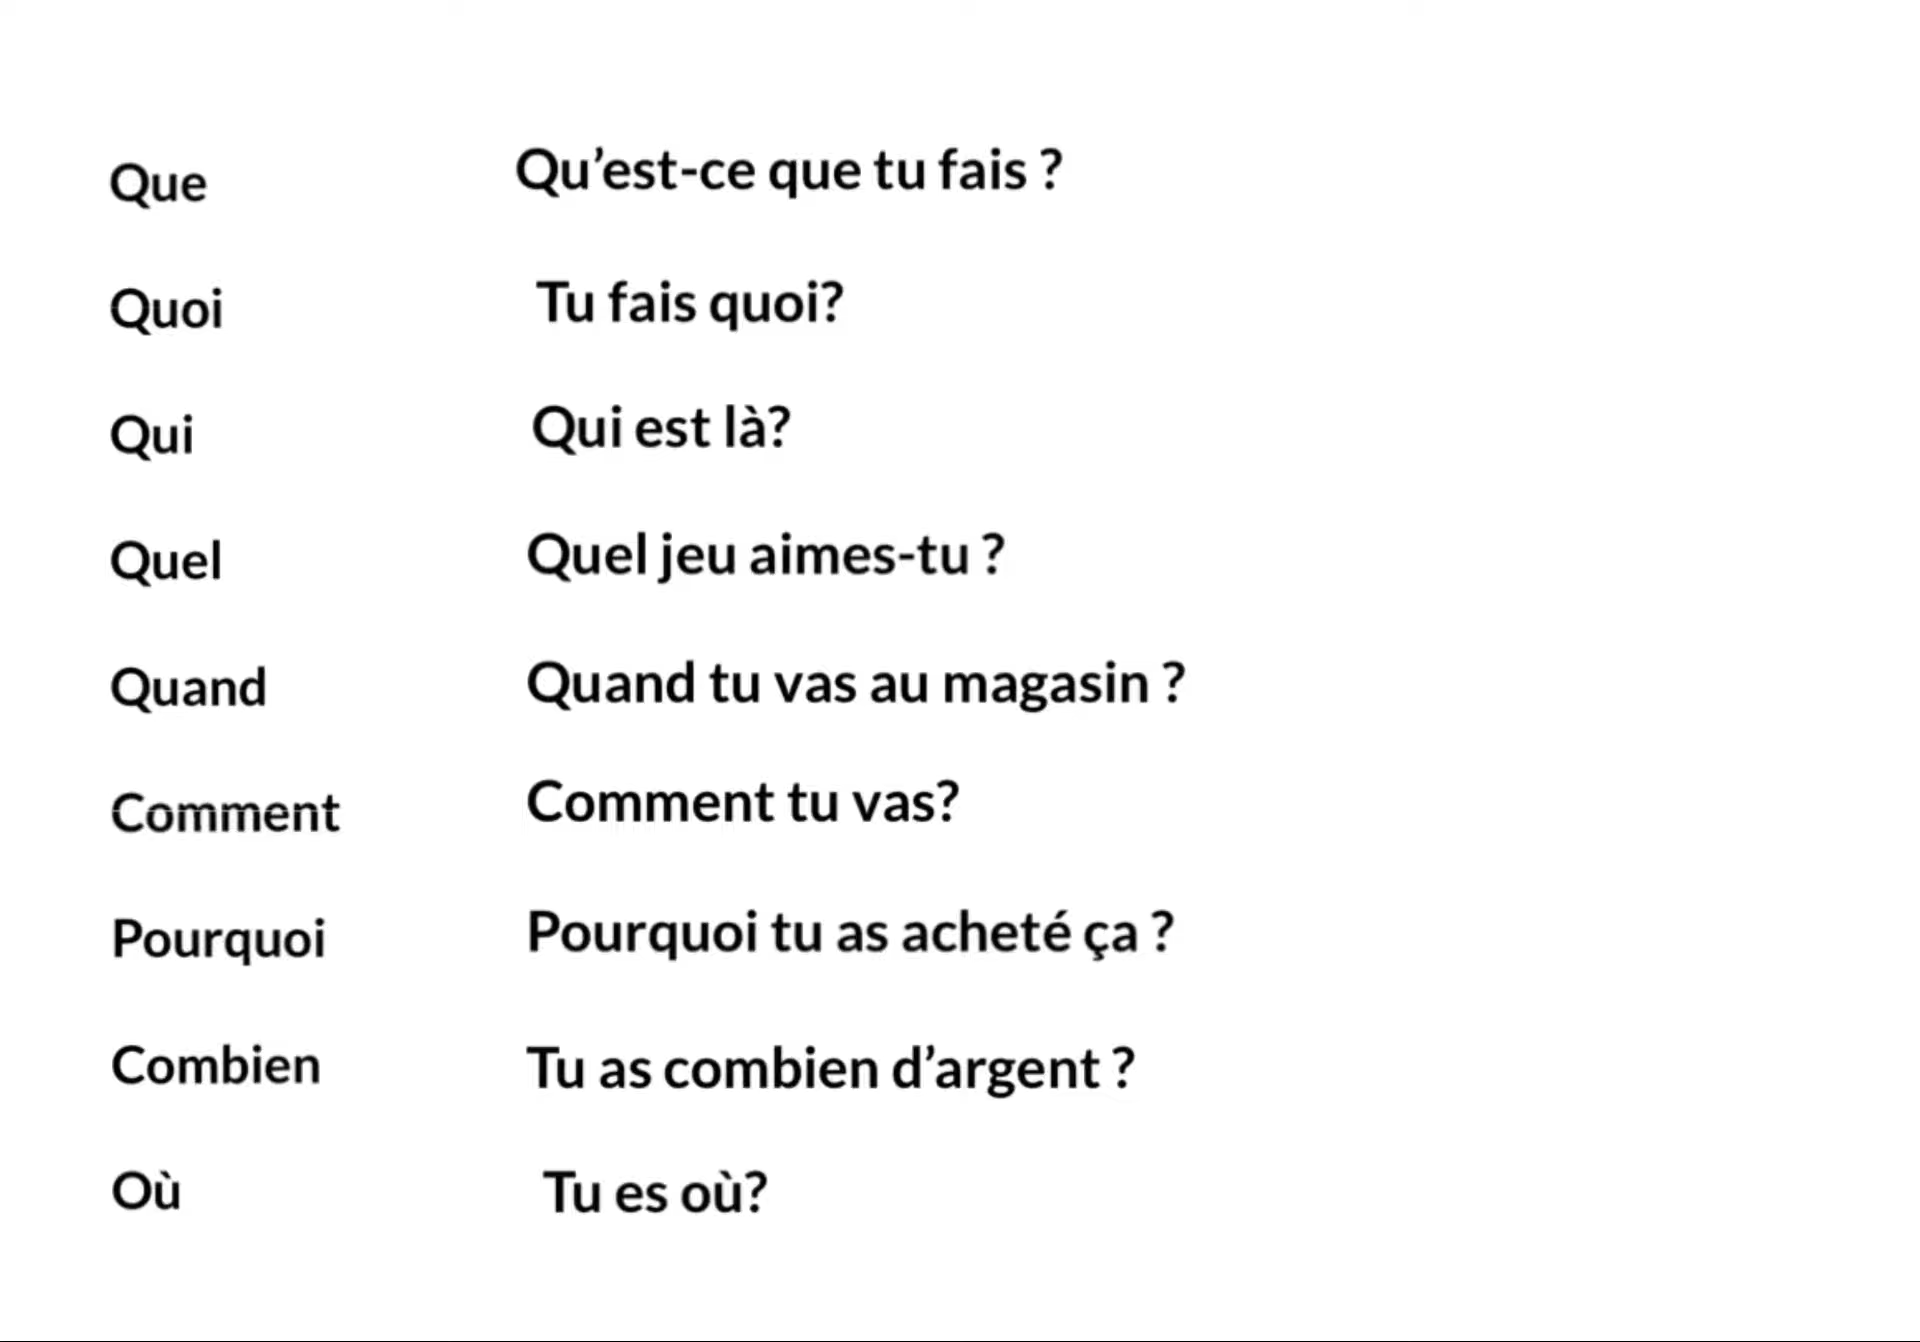 Que Qu’est-ce que tu fais ?
Quoi Tu fais quoi?
Qui Qui est là?
Quel Quel jeu aimes-tu ?
Quand Quand tu vas au magasin ?
Comment Comment tu vas?
Pourquoi Pourquoi tu as acheté ça ?
Combien Tu as combien d’argent ?
Où Tu es où?